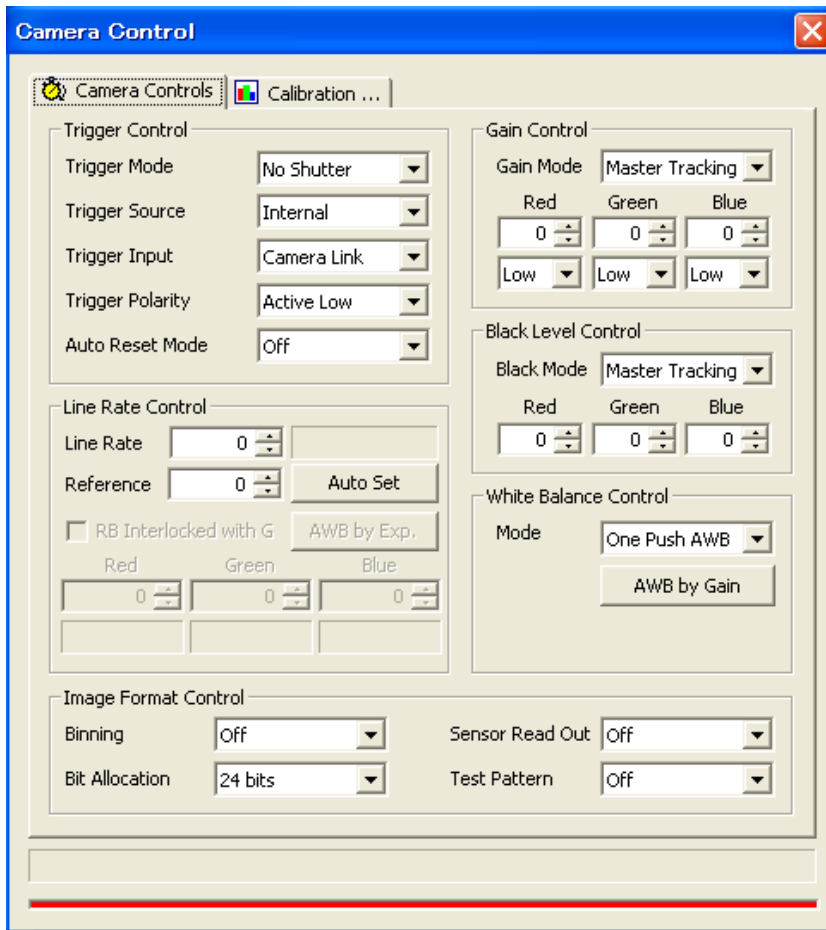 Camera Control
Camera Controls
Calibration ...
Trigger Control
Trigger Mode No Shutter
Trigger Source Internal
Trigger Input Camera Link
Trigger Polarity Active Low
Auto Reset Mode Off
Line Rate Control
Line Rate 0
Reference 0 Auto Set
RB Interlocked with G AWB by Exp.
Red Green Blue
0 0 0
Gain Control
Gain Mode Master Tracking
Red Green Blue
0 0 0
Low Low Low
Black Level Control
Black Mode Master Tracking
Red Green Blue
0 0 0
White Balance Control
Mode One Push AWB
AWB by Gain
Image Format Control
Binning Off
Sensor Read Out Off
Bit Allocation 24 bits
Test Pattern Off